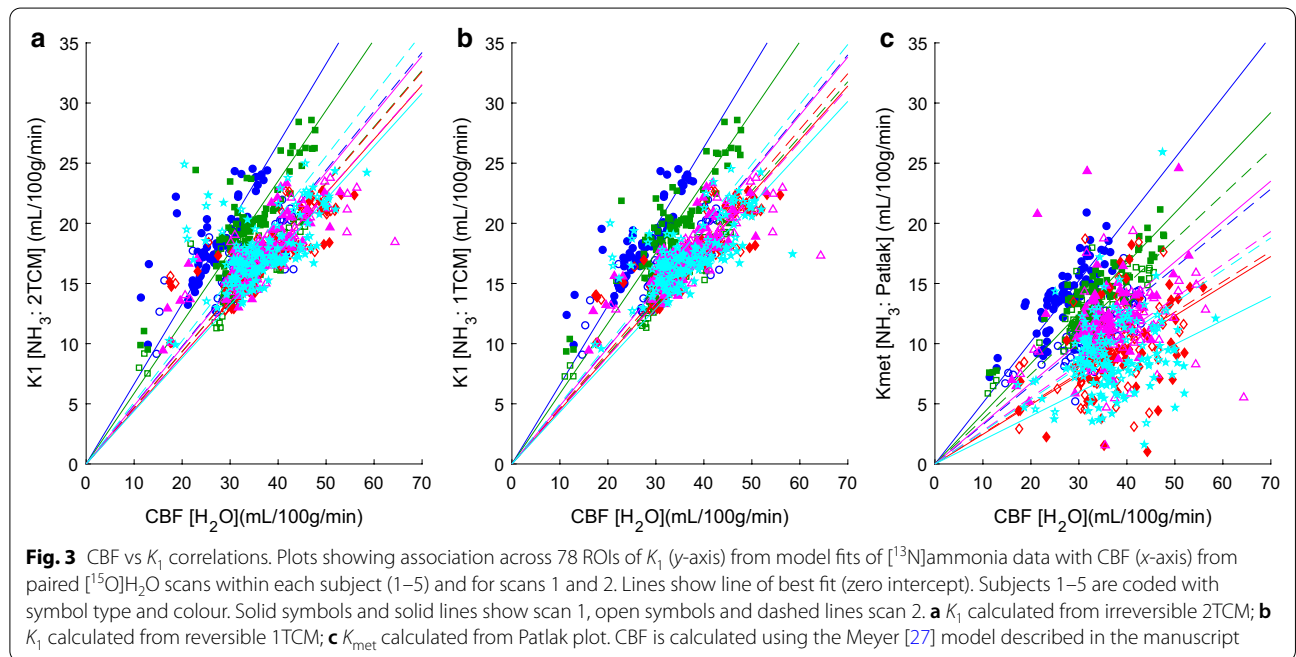 a
35
30
25
20
15
10
5
0
K1 [NH3: 2TCM] (mL/100g/min)
0 10 20 30 40 50 60 70
CBF [H2O](mL/100g/min)
b
35
30
25
20
15
10
5
0
K1 [NH3: 1TCM] (mL/100g/min)
0 10 20 30 40 50 60 70
CBF [H2O](mL/100g/min)
c
35
30
25
20
15
10
5
0
Kmet [NH3: Patlak] (mL/100g/min)
0 10 20 30 40 50 60 70
CBF [H2O](mL/100g/min)
Fig. 3 CBF vs K1 correlations. Plots showing association across 78 ROIs of K1 (y-axis) from model fits of [13N]ammonia data with CBF (x-axis) from
paired [15O]H2O scans within each subject (1–5) and for scans 1 and 2. Lines show line of best fit (zero intercept). Subjects 1–5 are coded with
symbol type and colour. Solid symbols and solid lines show scan 1, open symbols and dashed lines scan 2. a K1 calculated from irreversible 2TCM; b
K1 calculated from reversible 1TCM; c Kmet calculated from Patlak plot. CBF is calculated using the Meyer [27] model described in the manuscript